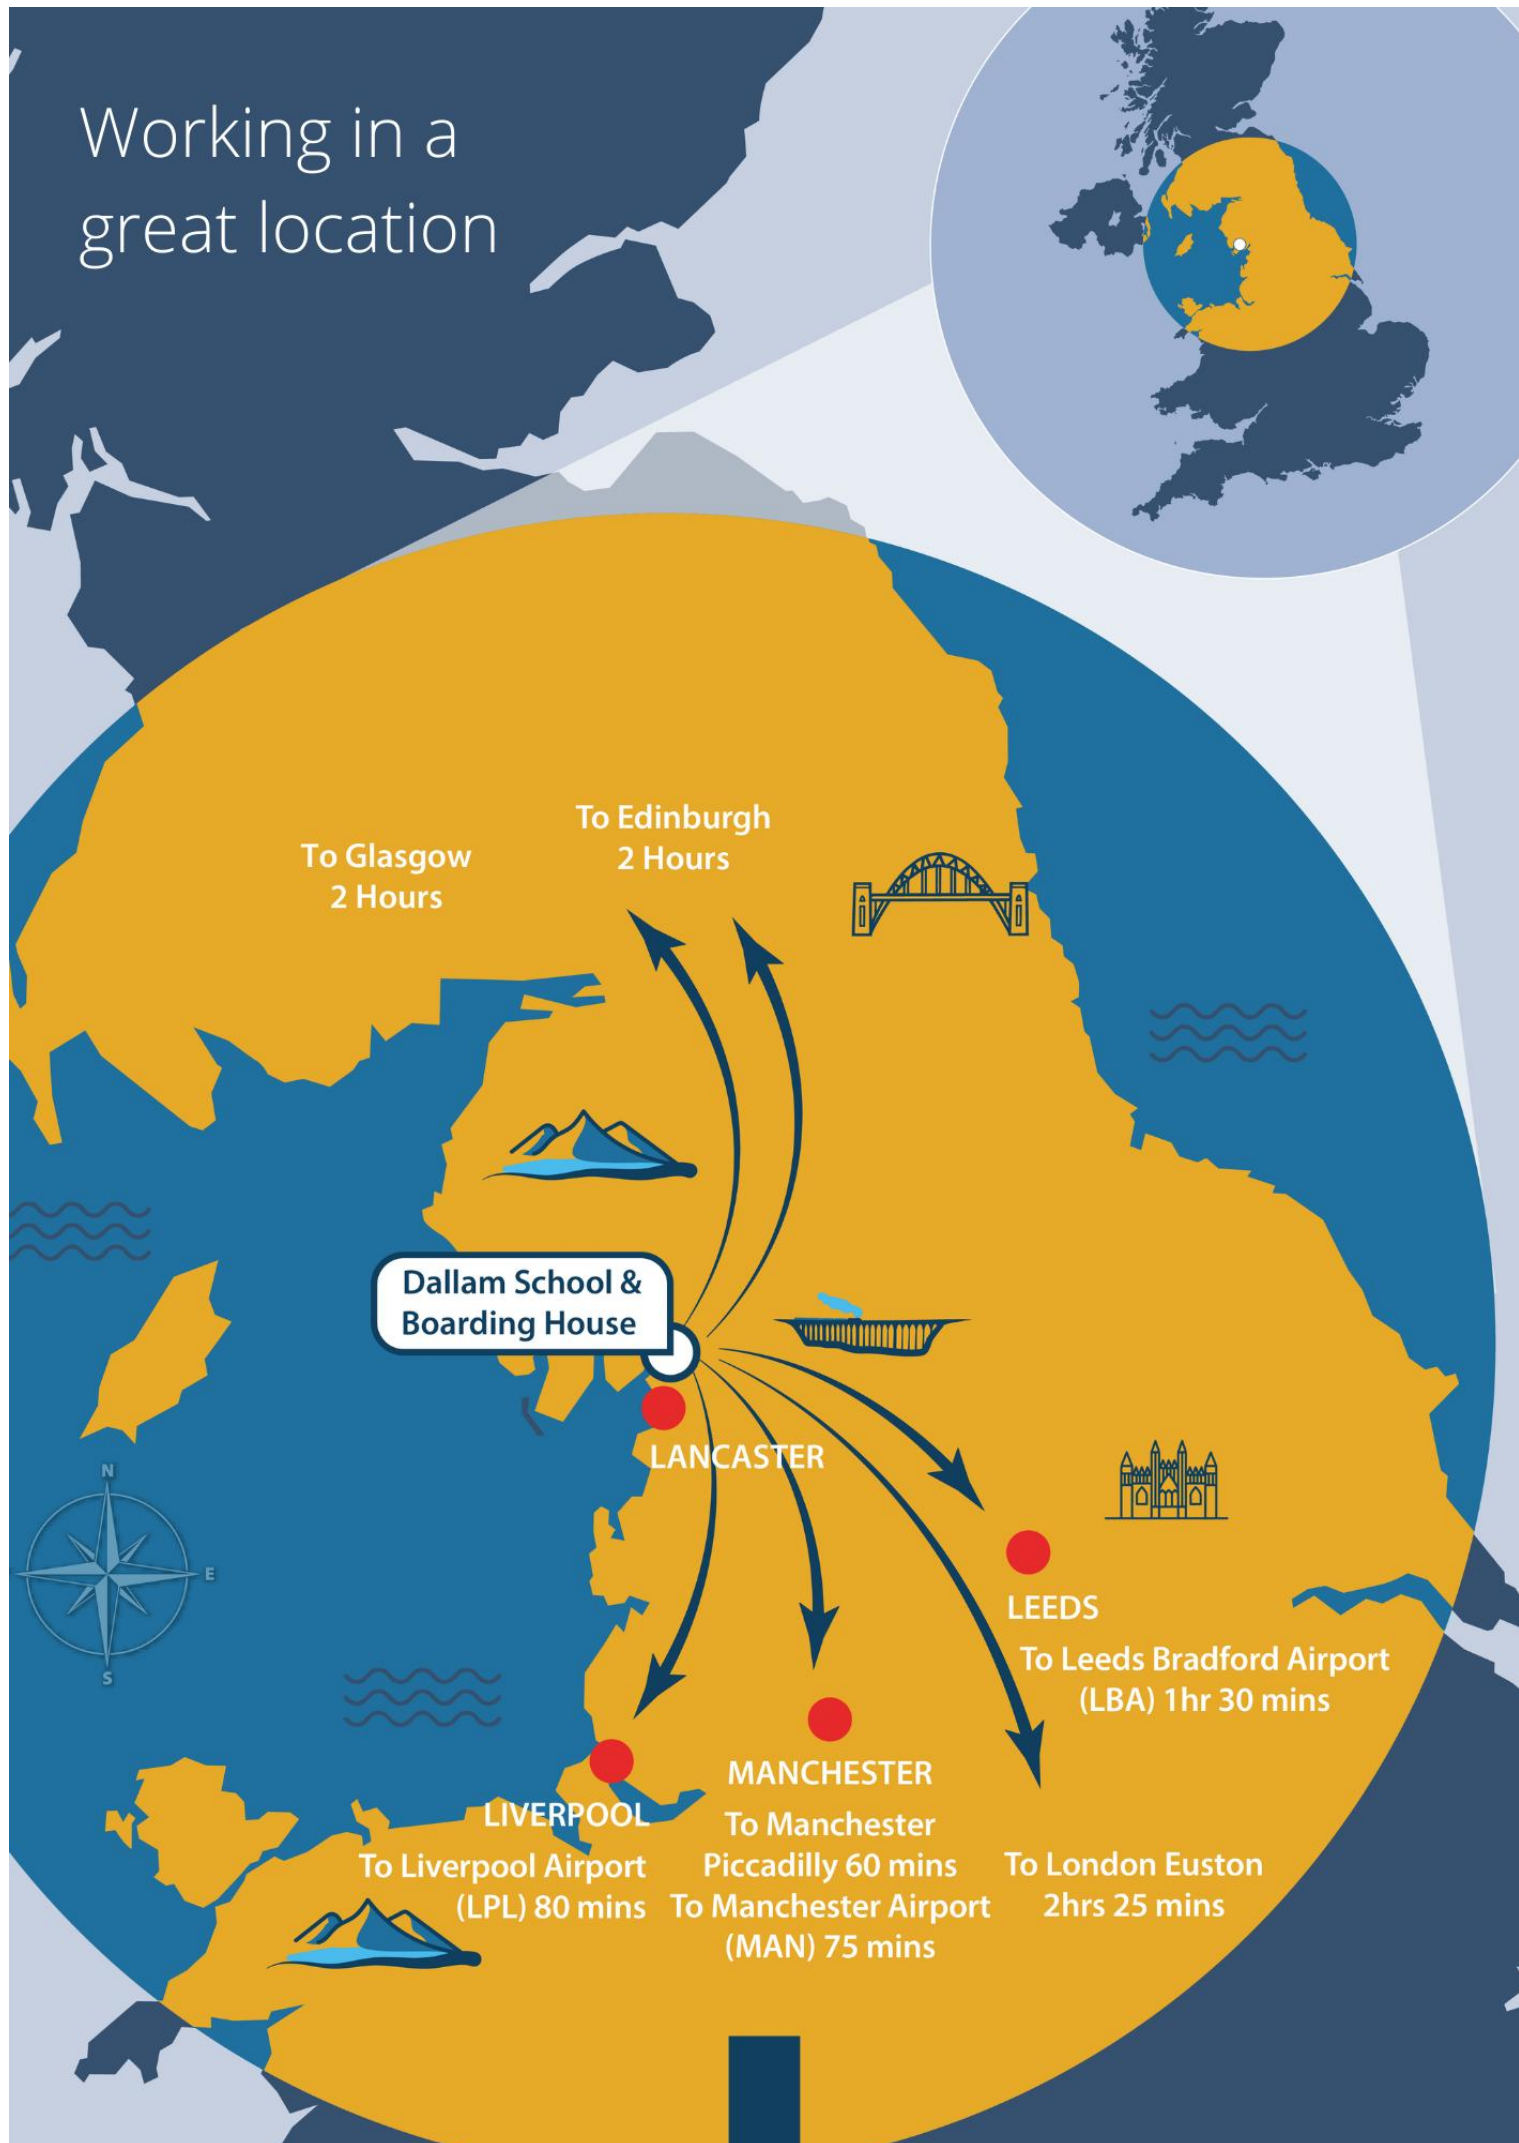 Working in a
great location
To Edinburgh
2 Hours
To Glasgow
2 Hours
Dallam School &
Boarding House
LANCASTER
N
E
S
LEEDS
To Leeds Bradford Airport
(LBA) 1hr 30 mins
MANCHESTER
To Manchester
Piccadilly 60 mins
To Manchester Airport
(MAN) 75 mins
LIVERPOOL
To Liverpool Airport
(LPL) 80 mins
To London Euston
2hrs 25 mins